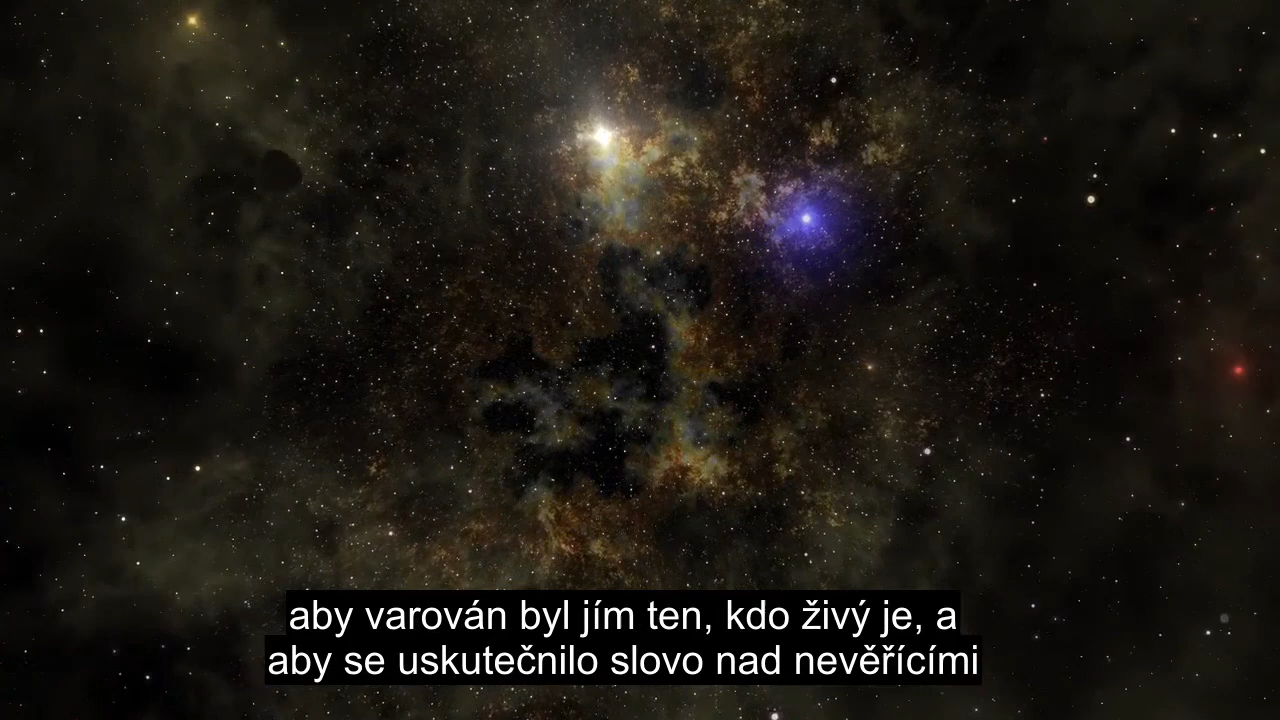 aby varován byl jím ten, kdo živý je, a
aby se uskutečnilo slovo nad nevěřícími